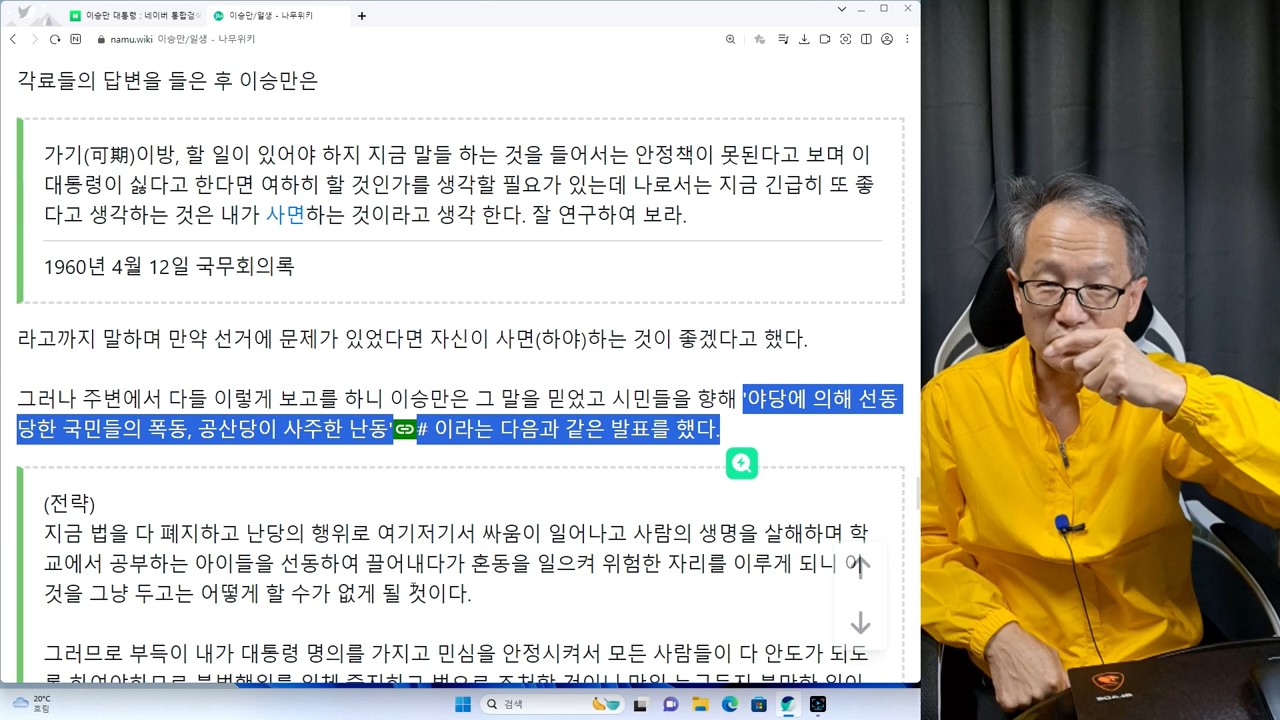 이승만 대통령 : 네이버 통합검색
이승만/일생 - 나무위키
namu.wiki 이승만/일생 - 나무위키
각료들의 답변을 들은 후 이승만은
가기(可期)이방, 할 일이 있어야 하지 지금 말들 하는 것을 들어서는 안정책이 못된다고 보며 이
대통령이 싫다고 한다면 여하히 할 것인가를 생각할 필요가 있는데 나로서는 지금 긴급히 또 좋
다고 생각하는 것은 내가 사면하는 것이라고 생각 한다. 잘 연구하여 보라.
1960년 4월 12일 국무회의록
라고까지 말하며 만약 선거에 문제가 있었다면 자신이 사면(하야)하는 것이 좋겠다고 했다.
그러나 주변에서 다들 이렇게 보고를 하니 이승만은 그 말을 믿었고 시민들을 향해 '야당에 의해 선동
당한 국민들의 폭동, 공산당이 사주한 난동'# 이라는 다음과 같은 발표를 했다.
(전략)
지금 법을 다 폐지하고 난당의 행위로 여기저기서 싸움이 일어나고 사람의 생명을 살해하며 학
교에서 공부하는 아이들을 선동하여 끌어내다가 혼동을 일으켜 위험한 자리를 이루게 되니 이
것을 그냥 두고는 어떻게 할 수가 없게 될 것이다.
그러므로 부득이 내가 대통령 명의를 가지고 민심을 안정시켜서 모든 사람들이 다 안도가 되도
20°C
흐림
검색